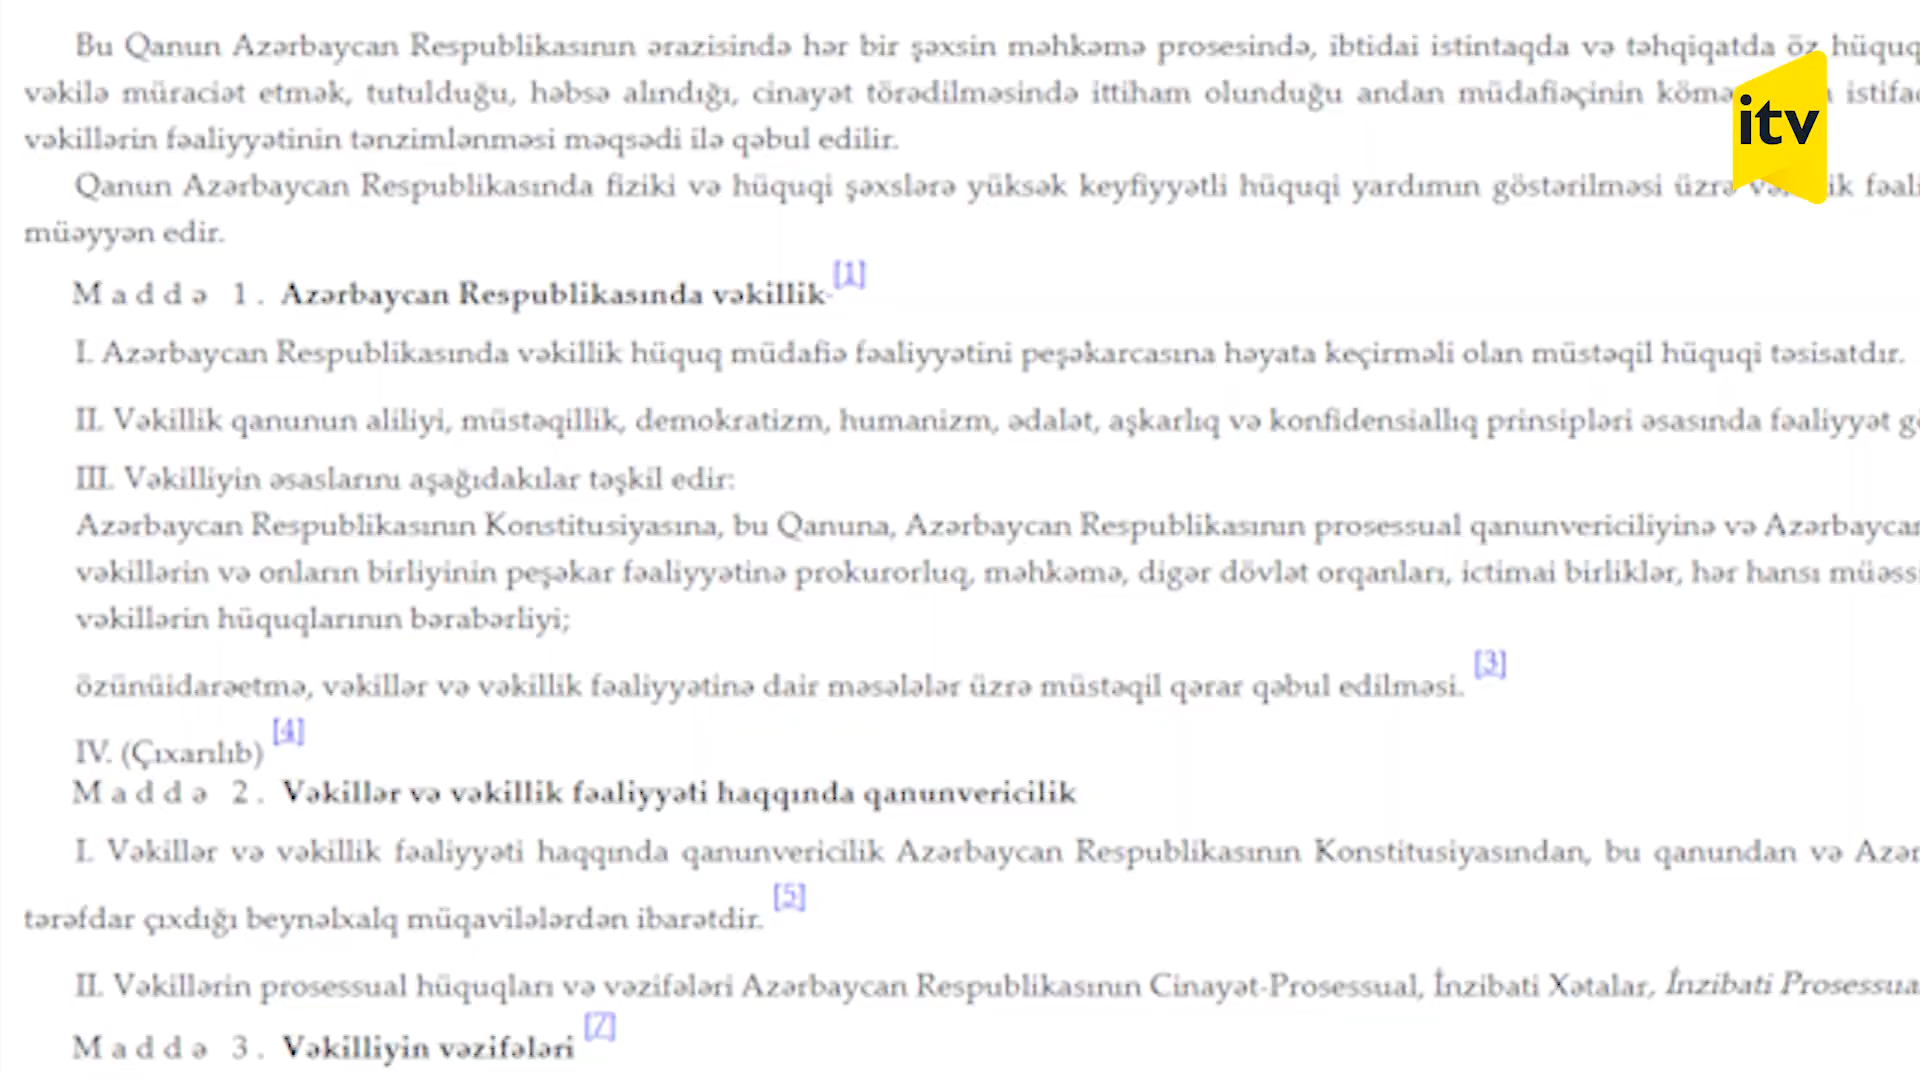 Bu Qanun Azərbaycan Respublikasının ərazisində hər bir şəxsin məhkəmə prosesində, ibtidai istintaqda və təhqiqatda öz
vəkilə müraciət etmək, tutulduğu, həbsə alındığı, cinayət törədilməsində ittiham olunduğu andan müdafiəçinin
vəkillərin fəaliyyətinin tənzimlənməsi məqsədi ilə qəbul edilir.
Qanun Azərbaycan Respublikasında fiziki və hüquqi şəxslərə yüksək keyfiyyətli hüquqi yardımın göstərilməsi üzrə
müəyyən edir.
itv
Maddə 1. Azərbaycan Respublikasında vəkillik [1]
I. Azərbaycan Respublikasında vəkillik hüquq müdafiə fəaliyyətini peşəkarcasına həyata keçirməli olan müstəqil hüquqi təsisatdır.
II. Vəkillik qanunun aliliyi, müstəqillik, demokratizm, humanizm, ədalət, aşkarlıq və konfidensiallıq prinsipləri əsasında fəaliyyət
III. Vəkilliyin əsaslarını aşağıdakılar təşkil edir:
Azərbaycan Respublikasının Konstitusiyasına, bu Qanuna, Azərbaycan Respublikasının prosessual qanunvericiliyinə və
vəkillərin və onların birliyinin peşəkar fəaliyyətinə prokurorluq, məhkəmə, digər dövlət orqanları, ictimai birliklər, hər hansı
vəkillərin hüquqlarının bərabərliyi;
özünüidarəetmə, vəkillər və vəkillik fəaliyyətinə dair məsələlər üzrə müstəqil qərar qəbul edilməsi. [3]
IV. (Çıxarılıb) [4]
Maddə 2. Vəkillər və vəkillik fəaliyyəti haqqında qanunvericilik
I. Vəkillər və vəkillik fəaliyyəti haqqında qanunvericilik Azərbaycan Respublikasının Konstitusiyasından, bu qanundan və
tərəfdar çıxdığı beynəlxalq müqavilələrdən ibarətdir. [5]
II. Vəkillərin prosessual hüquqları və vəzifələri Azərbaycan Respublikasının Cinayət-Prosessual, İnzibati Xətalar, İnzibati
Maddə 3. Vəkilliyin vəzifələri [7]